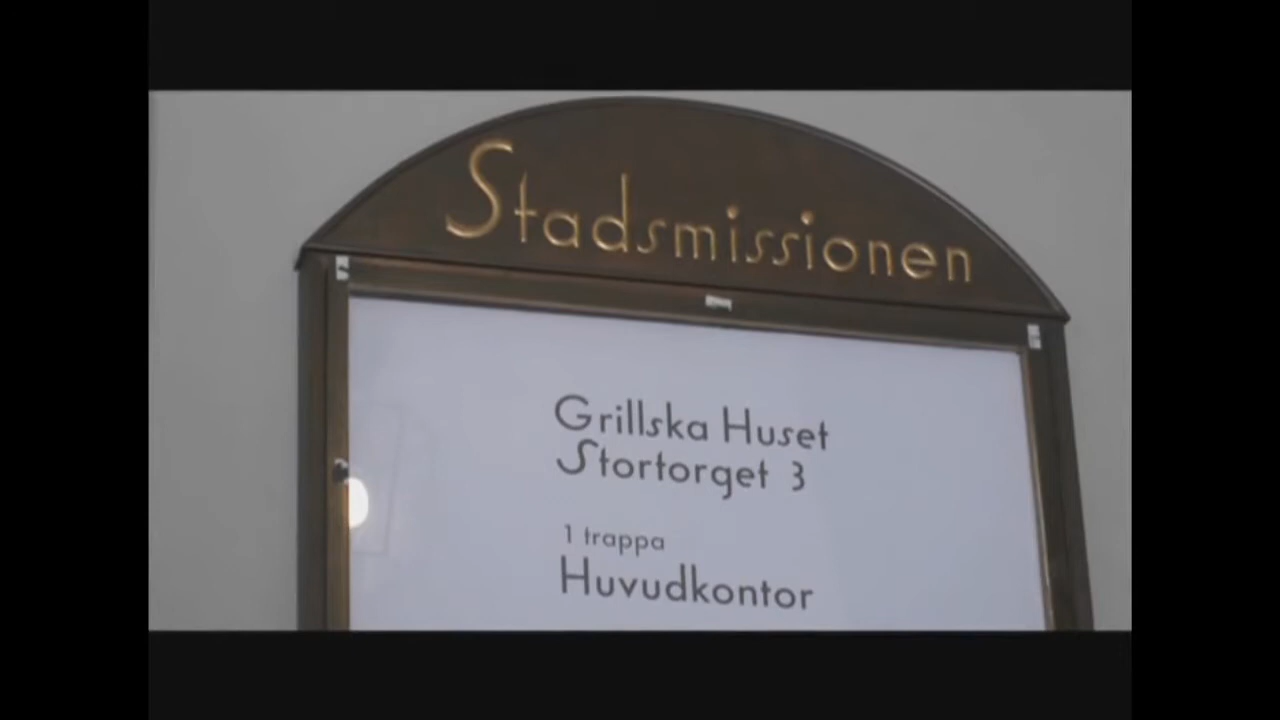 Stadsmissionen
Grillska Huset
Stortorget 3
1 trappa
Huvudkontor